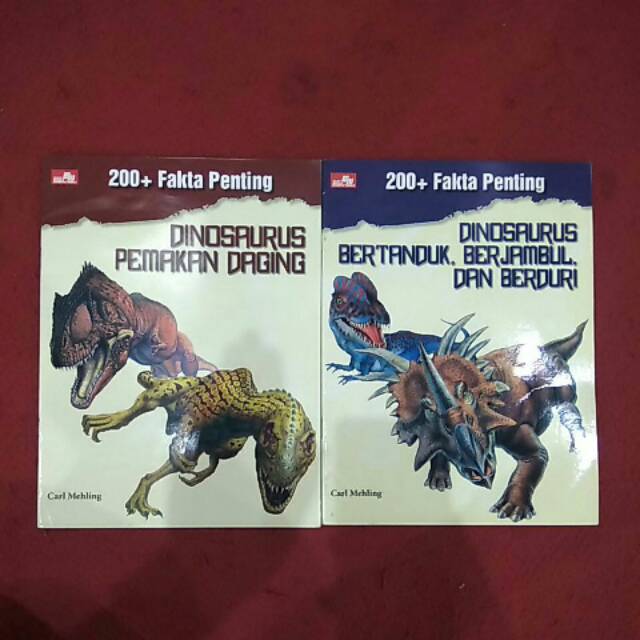 200+ Fakta Penting
DINOSAURUS
PEMAKAN DAGING
Carl Mehling
200+ Fakta Penting
DINOSAURUS
BERTANDUK, BERJAMBUL,
DAN BERDURI
Carl Mehling